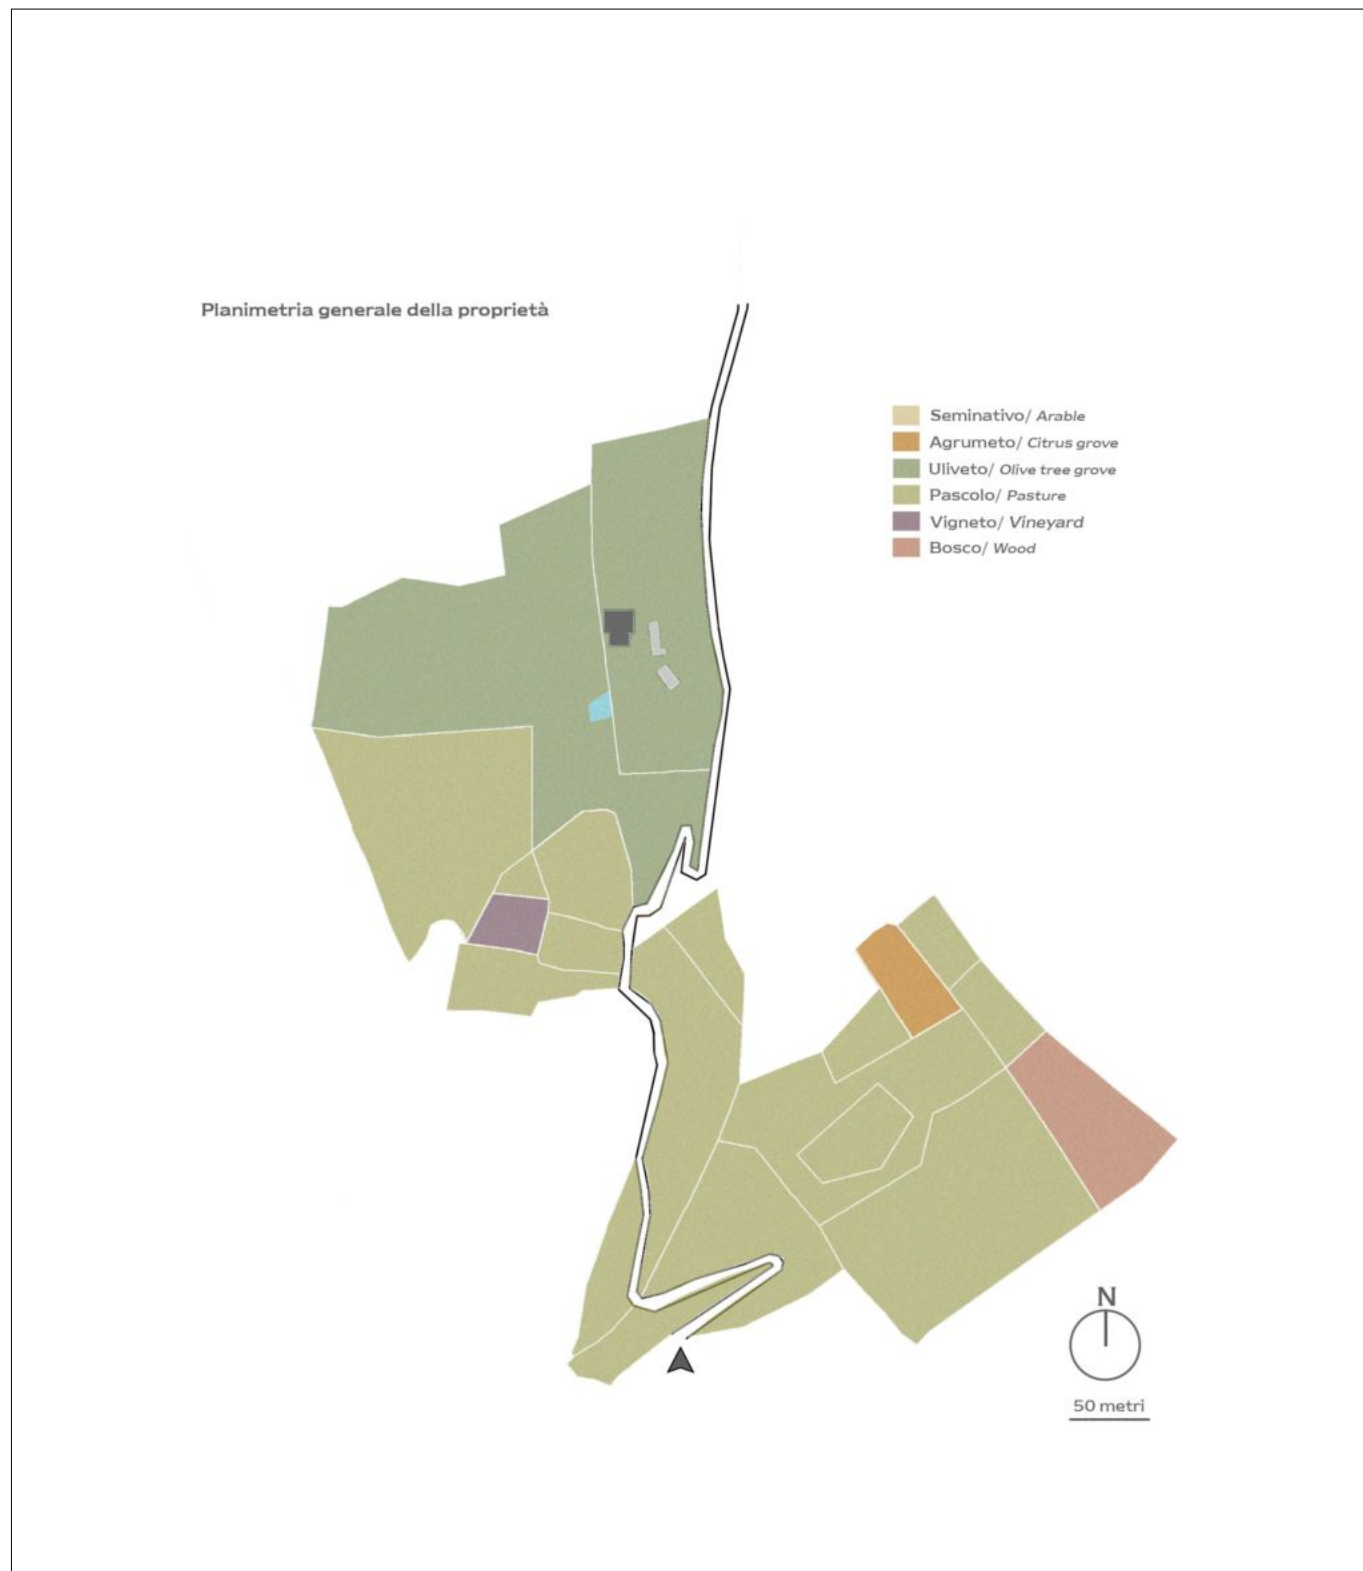 Planimetria generale della proprietà
Seminativo/ Arable
Agrumeto/ Citrus grove
Uliveto/ Olive tree grove
Pascolo/ Pasture
Vigneto/ Vineyard
Bosco/ Wood
N
50 metri